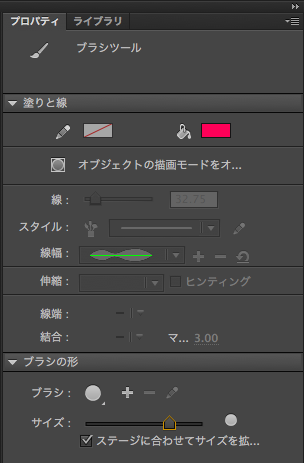 プロパティ ライブラリ
ブラシツール
塗りと線
オブジェクトの描画モードをオ...
線： 32.75
スタイル：
線幅：
伸縮： ヒンティング
線端：
結合： マ... 3.00
ブラシの形
ブラシ：
サイズ：
ステージに合わせてサイズを拡...